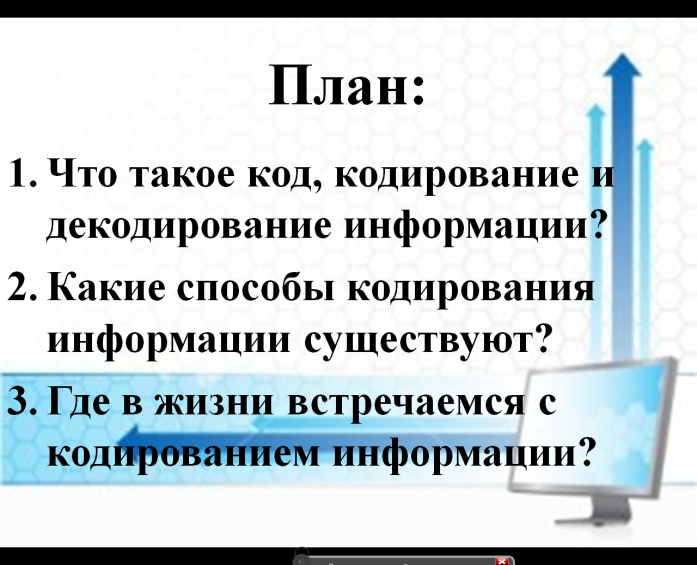 План:
1. Что такое код, кодирование и
декодирование информации?
2. Какие способы кодирования
информации существуют?
3. Где в жизни встречаемся с
кодированием информации?